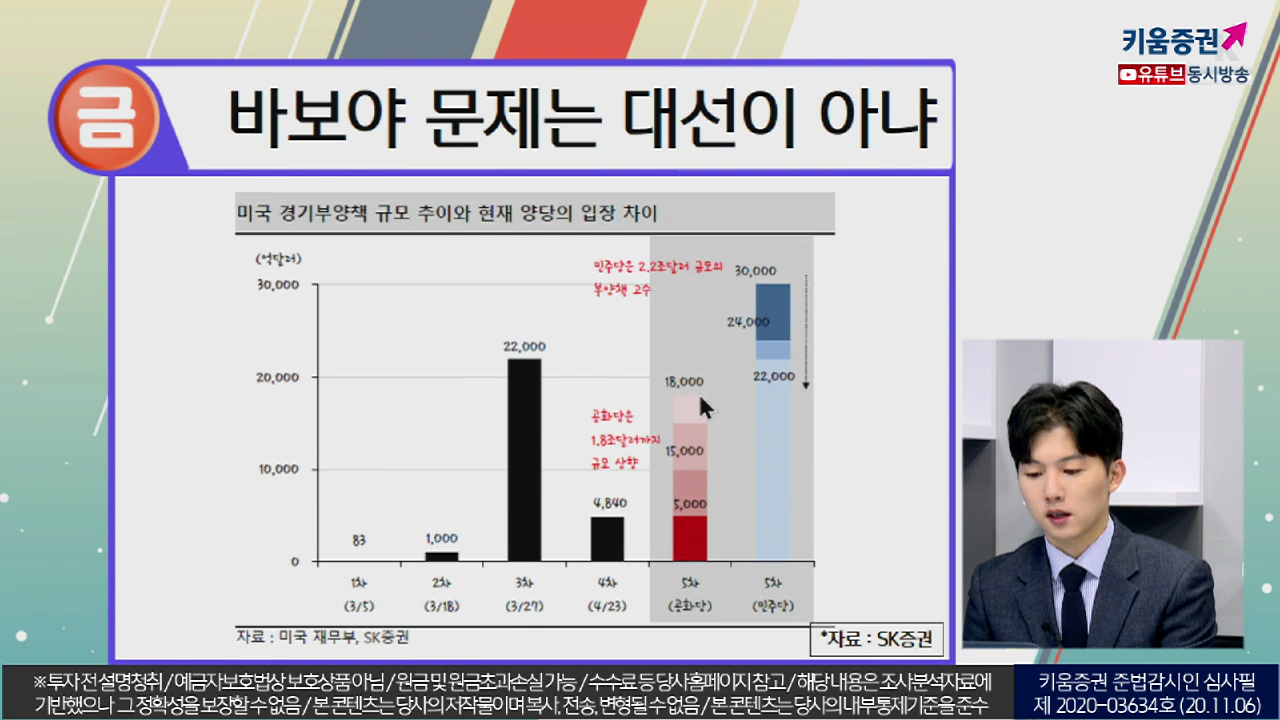 키움증권
유튜브 동시방송
금
바보야 문제는 대선이 아냐
미국 경기부양책 규모 추이와 현재 양당의 입장 차이
(억달러)
30,000
20,000
10,000
0
민주당은 2.2조달러 규모의
부양책 고수
30,000
24,000
22,000
22,000
18,000
공화당은
1.8조달러까지
규모 상향
15,000
5,000
4,840
1,000
83
1차 2차 3차 4차 5차 5차
(3/5) (3/18) (3/27) (4/23) (공화당) (민주당)
자료 : 미국 재무부, SK증권
*자료 : SK증권
※ 투자 전 설명청취 / 예금자보호법상 보호상품 아님 / 원금 및 원금초과손실 가능 / 수수료 등 당사홈페이지 참고 / 해당 내용은 조사분석자료에
기반했으나 그 정확성을 보장할 수 없음 / 본 콘텐츠는 당사의 저작물이며 복사, 전송, 변형될 수 없음 / 본 콘텐츠는 당사의 내부통제기준을 준수
키움증권 준법감시인 심사필
제 2020-03634호 (20.11.06)